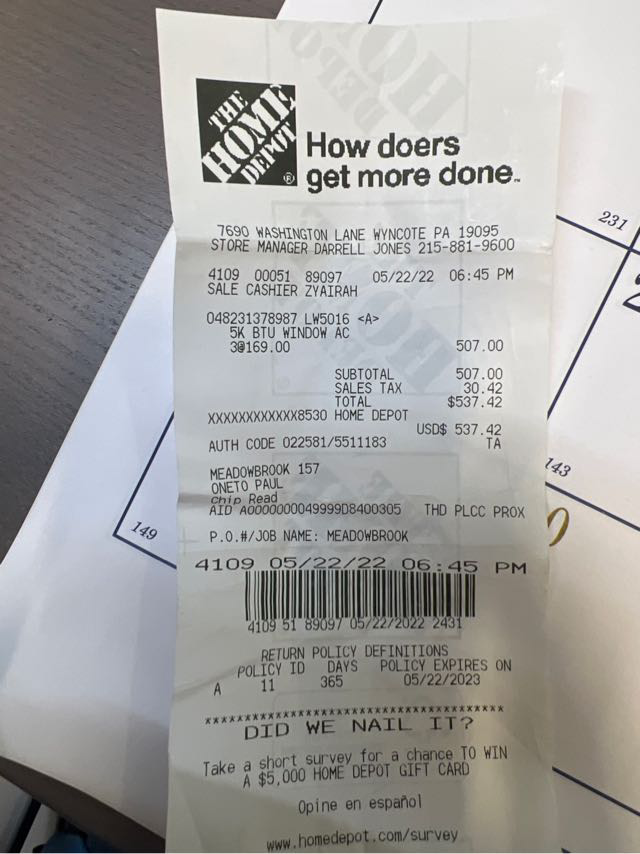 THE
HOME
DEPOT
®
How doers
get more done™
7690 WASHINGTON LANE WYNCOTE PA 19095
STORE MANAGER DARRELL JONES 215-881-9600
4109 00051 89097 05/22/22 06:45 PM
SALE CASHIER ZYAIRAH
048231378987 LW5016 <A>
5K BTU WINDOW AC
3@169.00 507.00
SUBTOTAL 507.00
SALES TAX 30.42
TOTAL $537.42
XXXXXXXXXXXX8530 HOME DEPOT
USD$ 537.42
AUTH CODE 022581/5511183 TA
MEADOWBROOK 157
ONETO PAUL
Chip Read
AID A0000000049999D8400305 THD PLCC PROX
P.O.#/JOB NAME: MEADOWBROOK
4109 05/22/22 06:45 PM
4109 51 89097 05/22/2022 2431
RETURN POLICY DEFINITIONS
POLICY ID DAYS POLICY EXPIRES ON
A 11 365 05/22/2023
****************************************
DID WE NAIL IT?
Take a short survey for a chance TO WIN
A $5,000 HOME DEPOT GIFT CARD
Opine en español
www.homedepot.com/survey
231
143
149